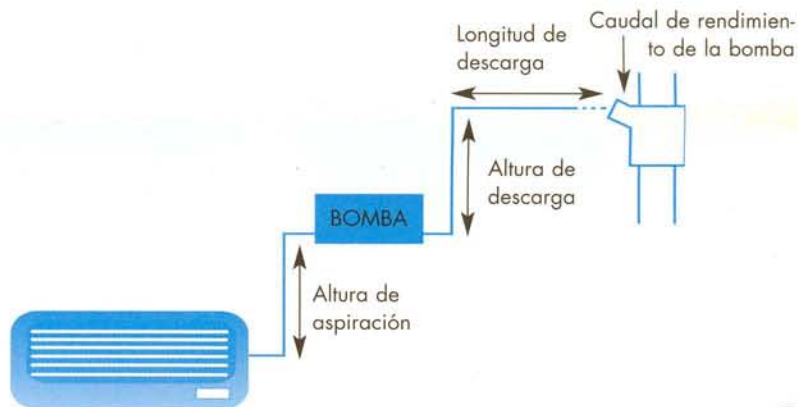 Longitud de
descarga
Caudal de rendimien-
to de la bomba
Altura de
descarga
BOMBA
Altura de
aspiración